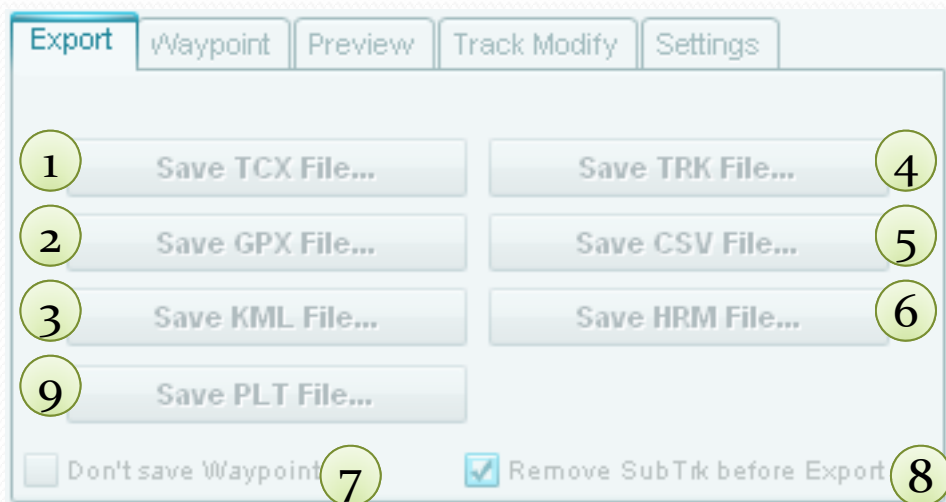 Export Waypoint Preview Track Modify Settings
1 Save TCX File... Save TRK File... 4
2 Save GPX File... Save CSV File... 5
3 Save KML File... Save HRM File... 6
9 Save PLT File...
Don't save Waypoint 7 Remove SubTrk before Export 8